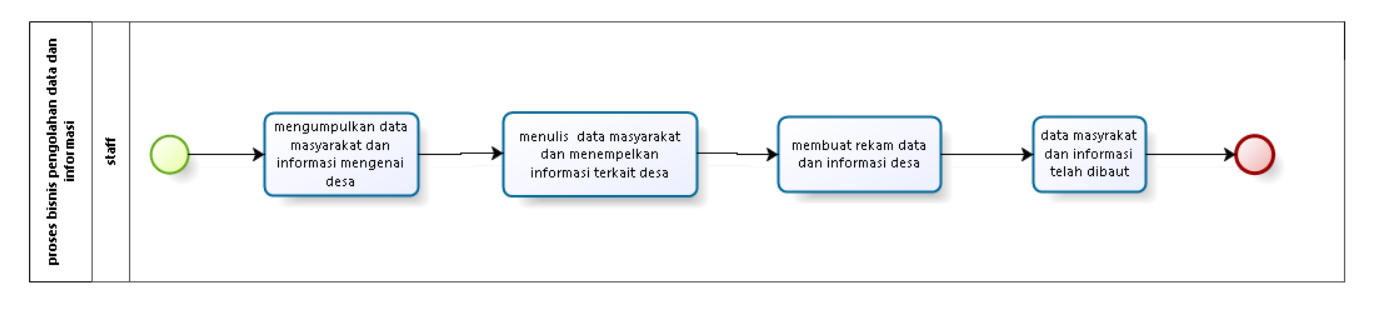 proses bisnis pengolahan data dan
informasi
staff
mengumpulkan data
masyarakat dan
informasi mengenai
desa
menulis data masyarakat
dan menempelkan
informasi terkait desa
membuat rekam data
dan informasi desa
data masyrakat
dan informasi
telah dibaut